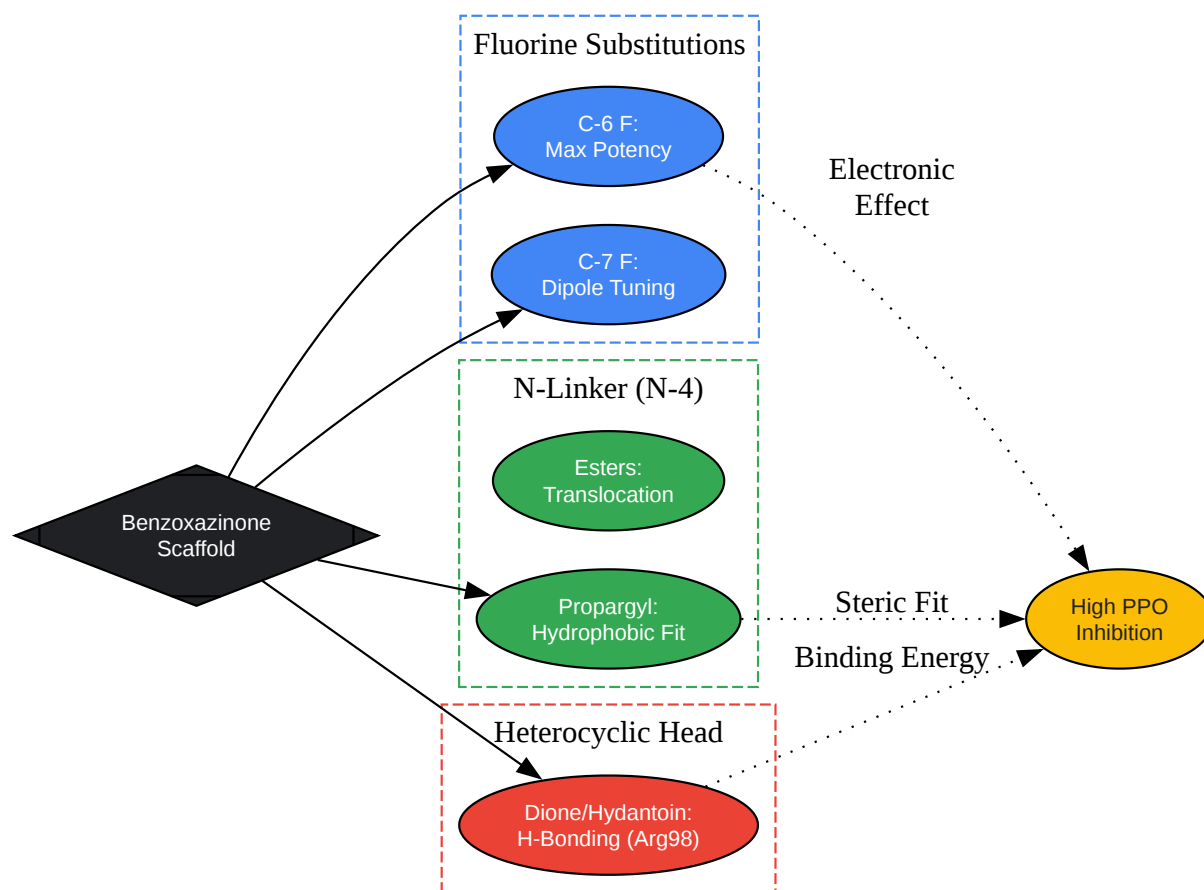 Fluorine Substitutions
C-6 F:
Max Potency
Electronic
Effect
C-7 F:
Dipole Tuning
N-Linker (N-4)
Esters:
Translocation
Benzoxazinone
Scaffold
Propargyl:
Hydrophobic Fit
Steric Fit
High PPO
Inhibition
Binding Energy
Heterocyclic Head
Dione/Hydantoin:
H-Bonding (Arg98)